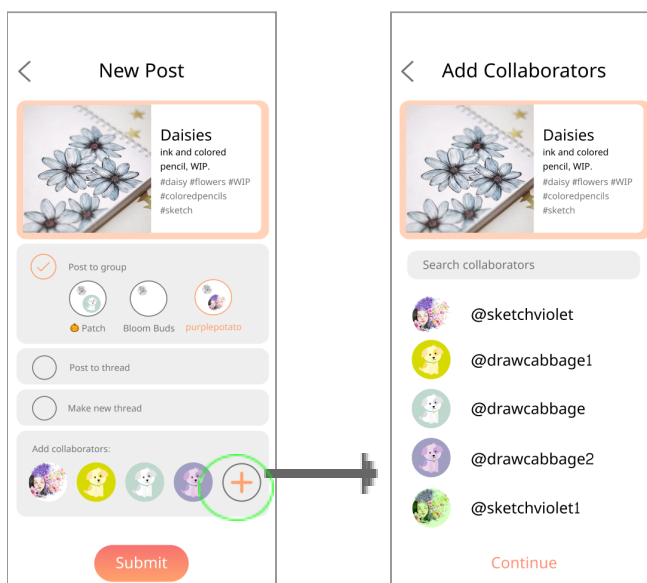 New Post
Daisies
ink and colored
pencil, WIP.
#daisy #flowers #WIP
#coloredpencils
#sketch
Post to group
🎃 Patch
Bloom Buds
purplepotato
Post to thread
Make new thread
Add collaborators:
Submit
Add Collaborators
Daisies
ink and colored
pencil, WIP.
#daisy #flowers #WIP
#coloredpencils
#sketch
Search collaborators
@sketchviolet
@drawcabbage1
@drawcabbage
@drawcabbage2
@sketchviolet1
Continue